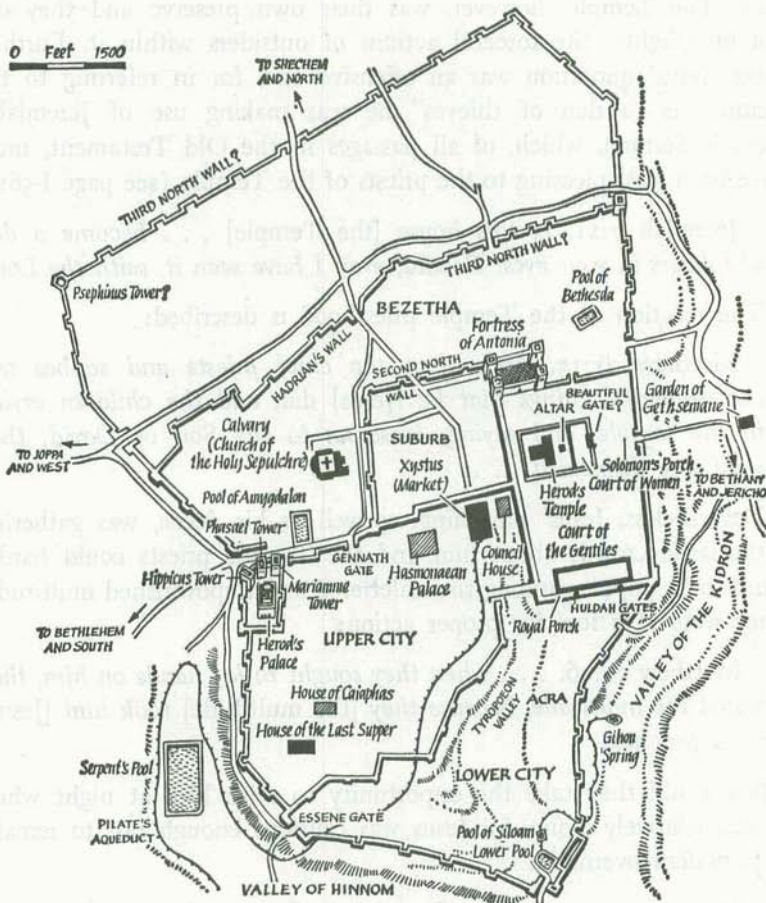 0 Feet 1500
TO SHECHEM
AND NORTH
THIRD NORTH WALL?
THIRD NORTH WALL?
Psephinus Tower?
BEZETHA
Pool of
Bethesda
HADRIAN'S WALL
Fortress
of Antonia
SECOND NORTH
WALL
BEAUTIFUL
GATE?
ALTAR
Garden of
Gethsemane
TO JOPPA
AND WEST
Calvary
(Church of
the Holy Sepulchre)
SUBURB
Xystus
(Market)
Solomon's Porch
Court of Women
TO BETHANY
AND JERICHO
Pool of Amygdalon
Herod's
Temple
Phasael Tower
Court of
the Gentiles
GENNATH
GATE
Hasmonaean
Palace
Council
House
Hippicus Tower
Mariamne
Tower
HULDAH GATES
VALLEY OF THE KIDRON
TO BETHLEHEM
AND SOUTH
UPPER CITY
Royal Porch
Herod's
Palace
TYROPOEON
VALLEY
ACRA
House of Caiaphas
Gihon
Spring
House of the Last Supper
Serpent's Pool
LOWER CITY
PILATE'S
AQUEDUCT
ESSENE GATE
Pool of Siloam
Lower Pool
VALLEY OF HINNOM